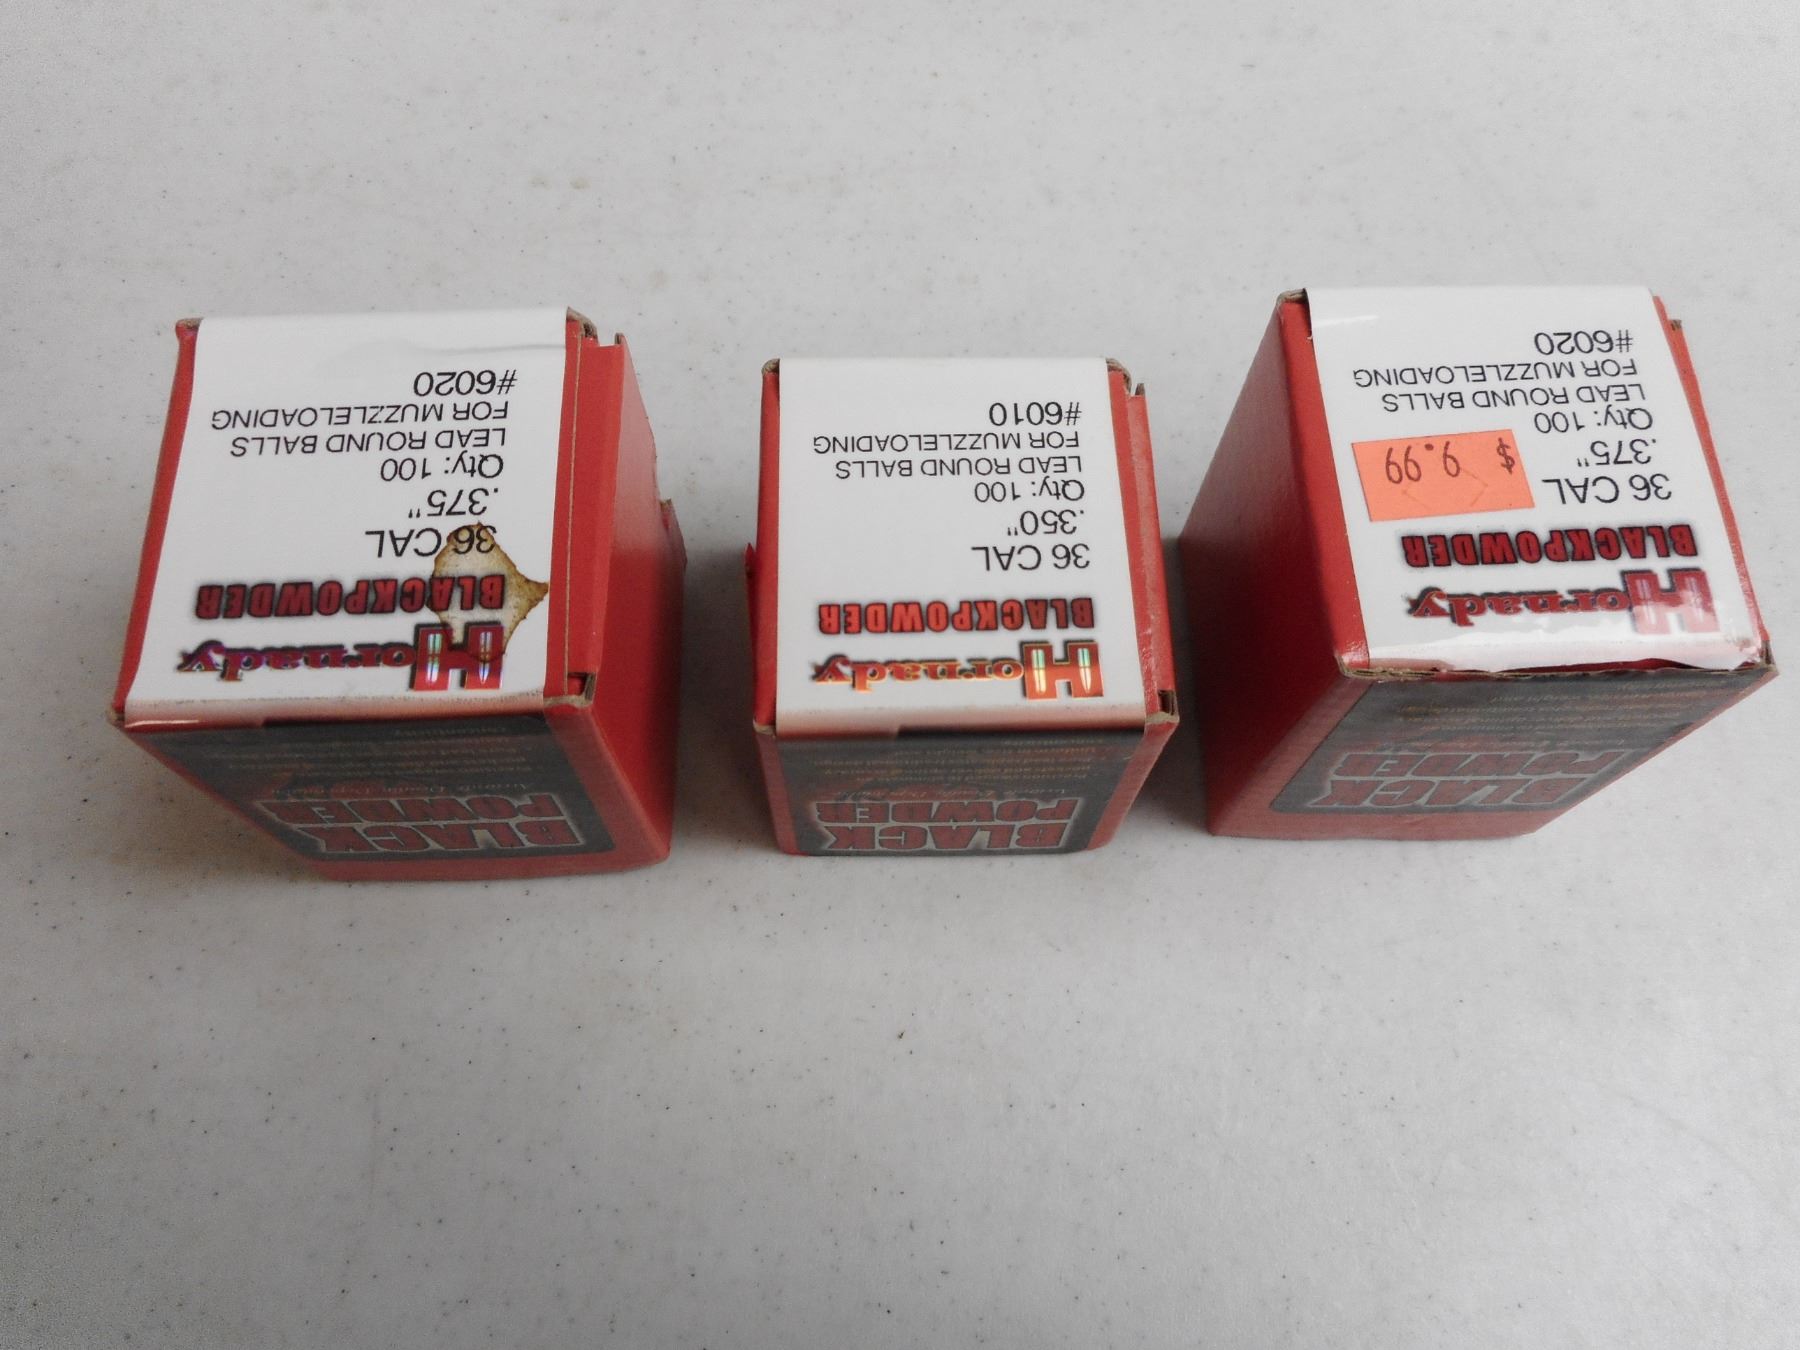 Hornady
BLACKPOWDER
36 CAL
.375"
Qty: 100
LEAD ROUND BALLS
FOR MUZZLELOADING
#6020
$ 9.99
BLACK
POWDER
Hornady
BLACKPOWDER
36 CAL
.350"
Qty: 100
LEAD ROUND BALLS
FOR MUZZLELOADING
#6010
BLACK
POWDER
Hornady
BLACKPOWDER
36 CAL
.375"
Qty: 100
LEAD ROUND BALLS
FOR MUZZLELOADING
#6020
BLACK
POWDER